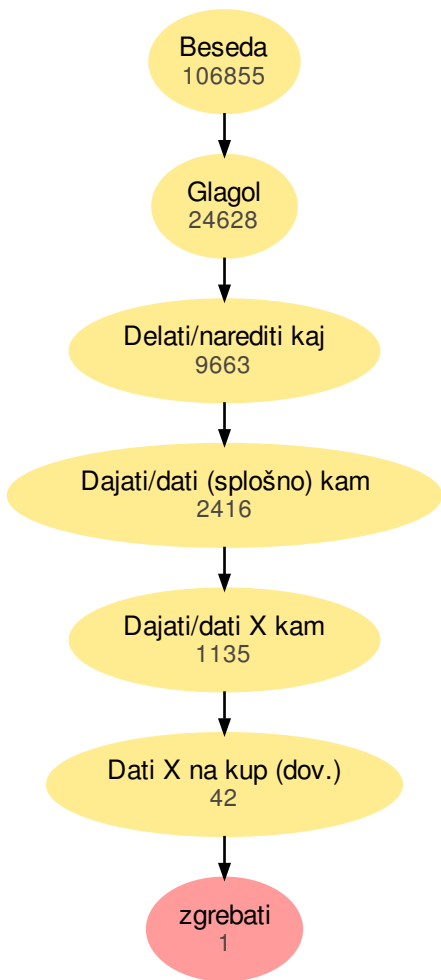 Beseda
106855
Glagol
24628
Delati/narediti kaj
9663
Dajati/dati (splošno) kam
2416
Dajati/dati X kam
1135
Dati X na kup (dov.)
42
zgrebati
1